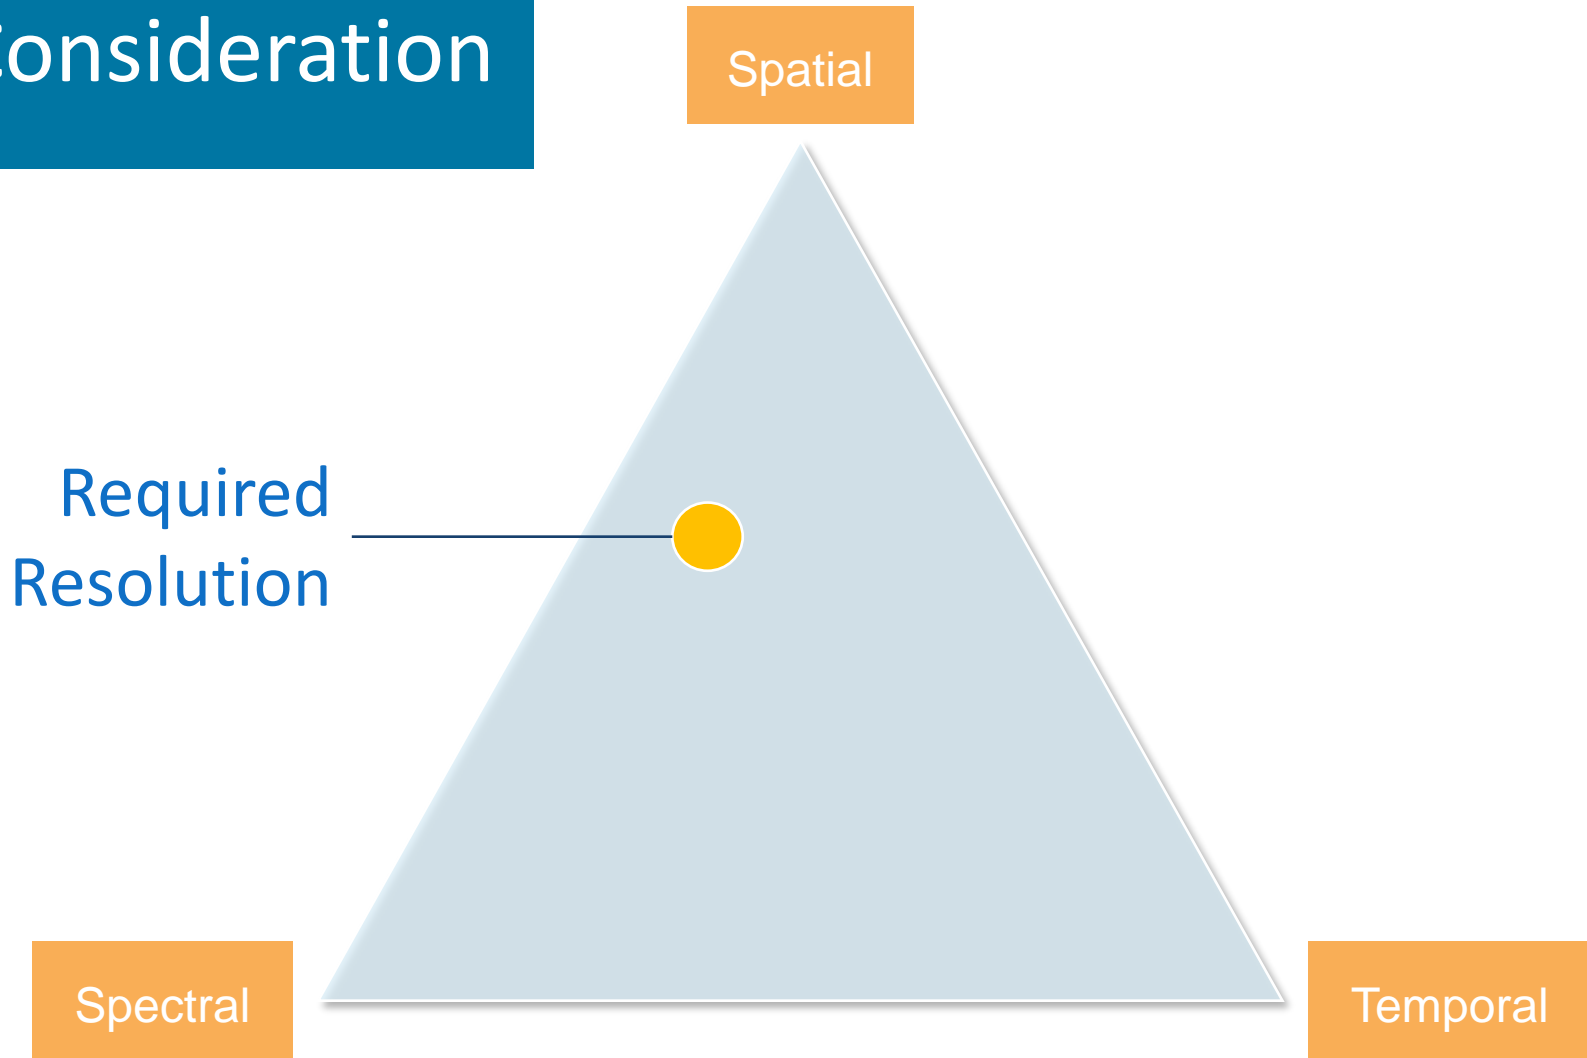 onsideration
Spatial
Required
Resolution
Spectral
Temporal